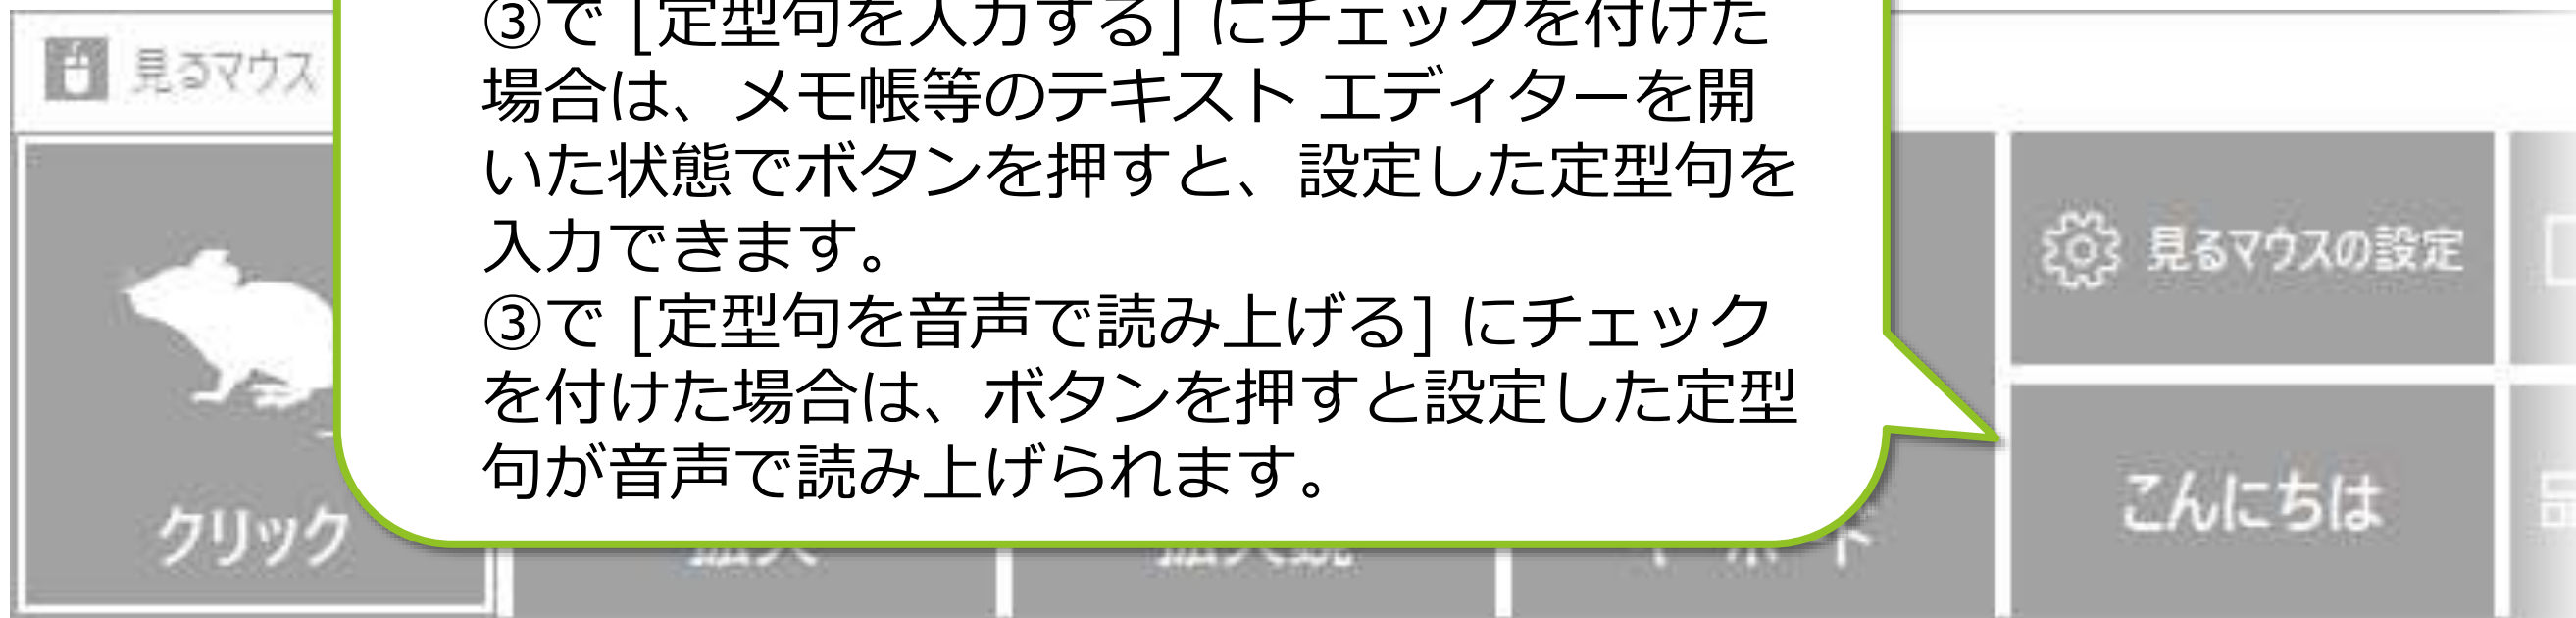 見るマウス
③で [定型句を入力する] にチェックを付けた
場合は、メモ帳等のテキスト エディターを開
いた状態でボタンを押すと、設定した定型句を
入力できます。
③で [定型句を音声で読み上げる] にチェック
を付けた場合は、ボタンを押すと設定した定型
句が音声で読み上げられます。
見るマウスの設定
クリック
こんにちは